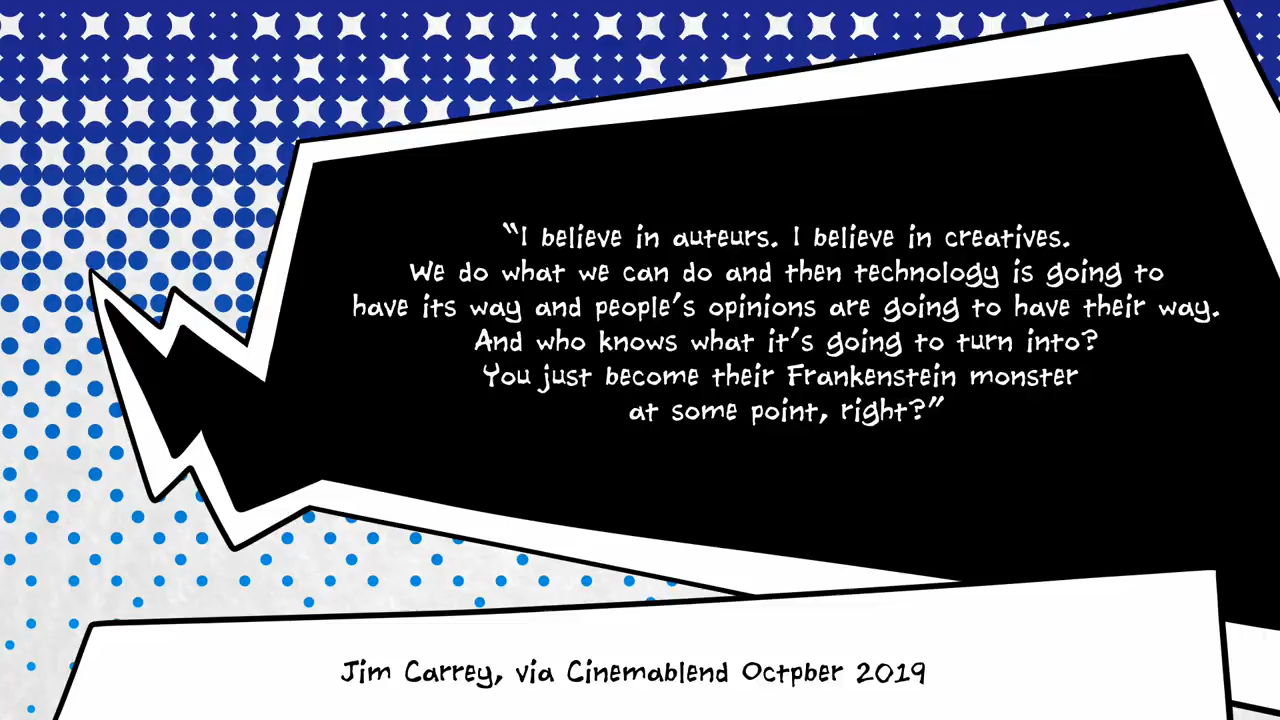 “I believe in auteurs. I believe in creatives.
We do what we can do and then technology is going to
have its way and people’s opinions are going to have their way.
And who knows what it’s going to turn into?
You just become their Frankenstein monster
at some point, right?”
Jim Carrey, via Cinemablend Octpber 2019